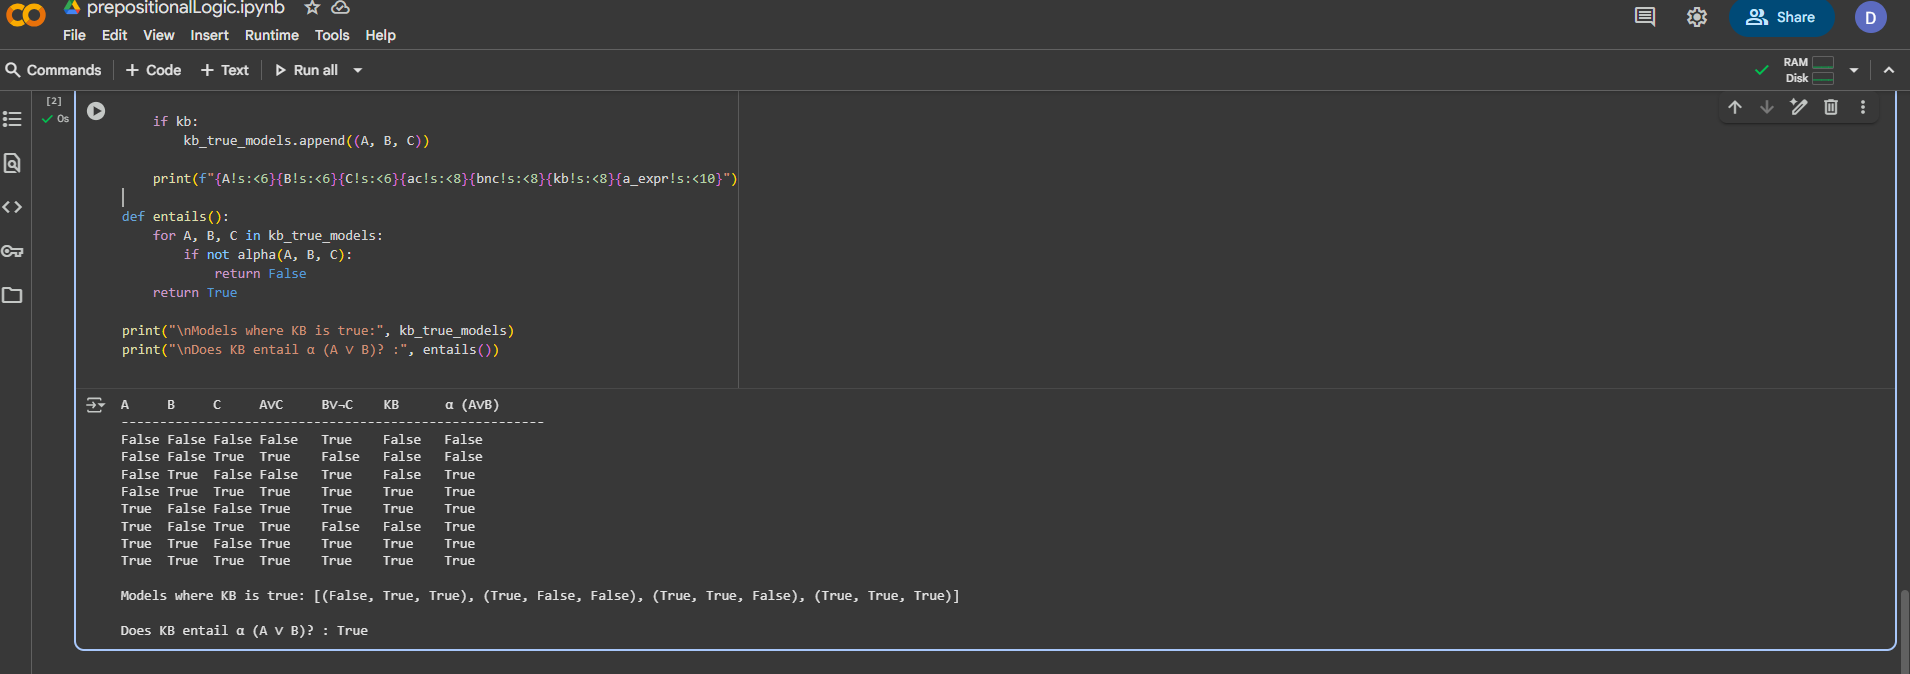 prepositionalLogic.ipynb
File Edit View Insert Runtime Tools Help
Share
D
Commands + Code + Text Run all
RAM
Disk
[2]
0s
if kb:
kb_true_models.append((A, B, C))
print(f"{A!s:<6}{B!s:<6}{C!s:<6}{ac!s:<8}{bnc!s:<8}{kb!s:<8}{a_expr!s:<10}")
def entails():
for A, B, C in kb_true_models:
if not alpha(A, B, C):
return False
return True
print("\nModels where KB is true:", kb_true_models)
print("\nDoes KB entail α (A ∨ B)? :", entails())
A B C A∨C B∨¬C KB α (A∨B)
-------------------------------------------------------
False False False False True False False
False False True True False False False
False True False False True False True
False True True True True True True
True False False True True True True
True False True True False False True
True True False True True True True
True True True True True True True
Models where KB is true: [(False, True, True), (True, False, False), (True, True, False), (True, True, True)]
Does KB entail α (A ∨ B)? : True